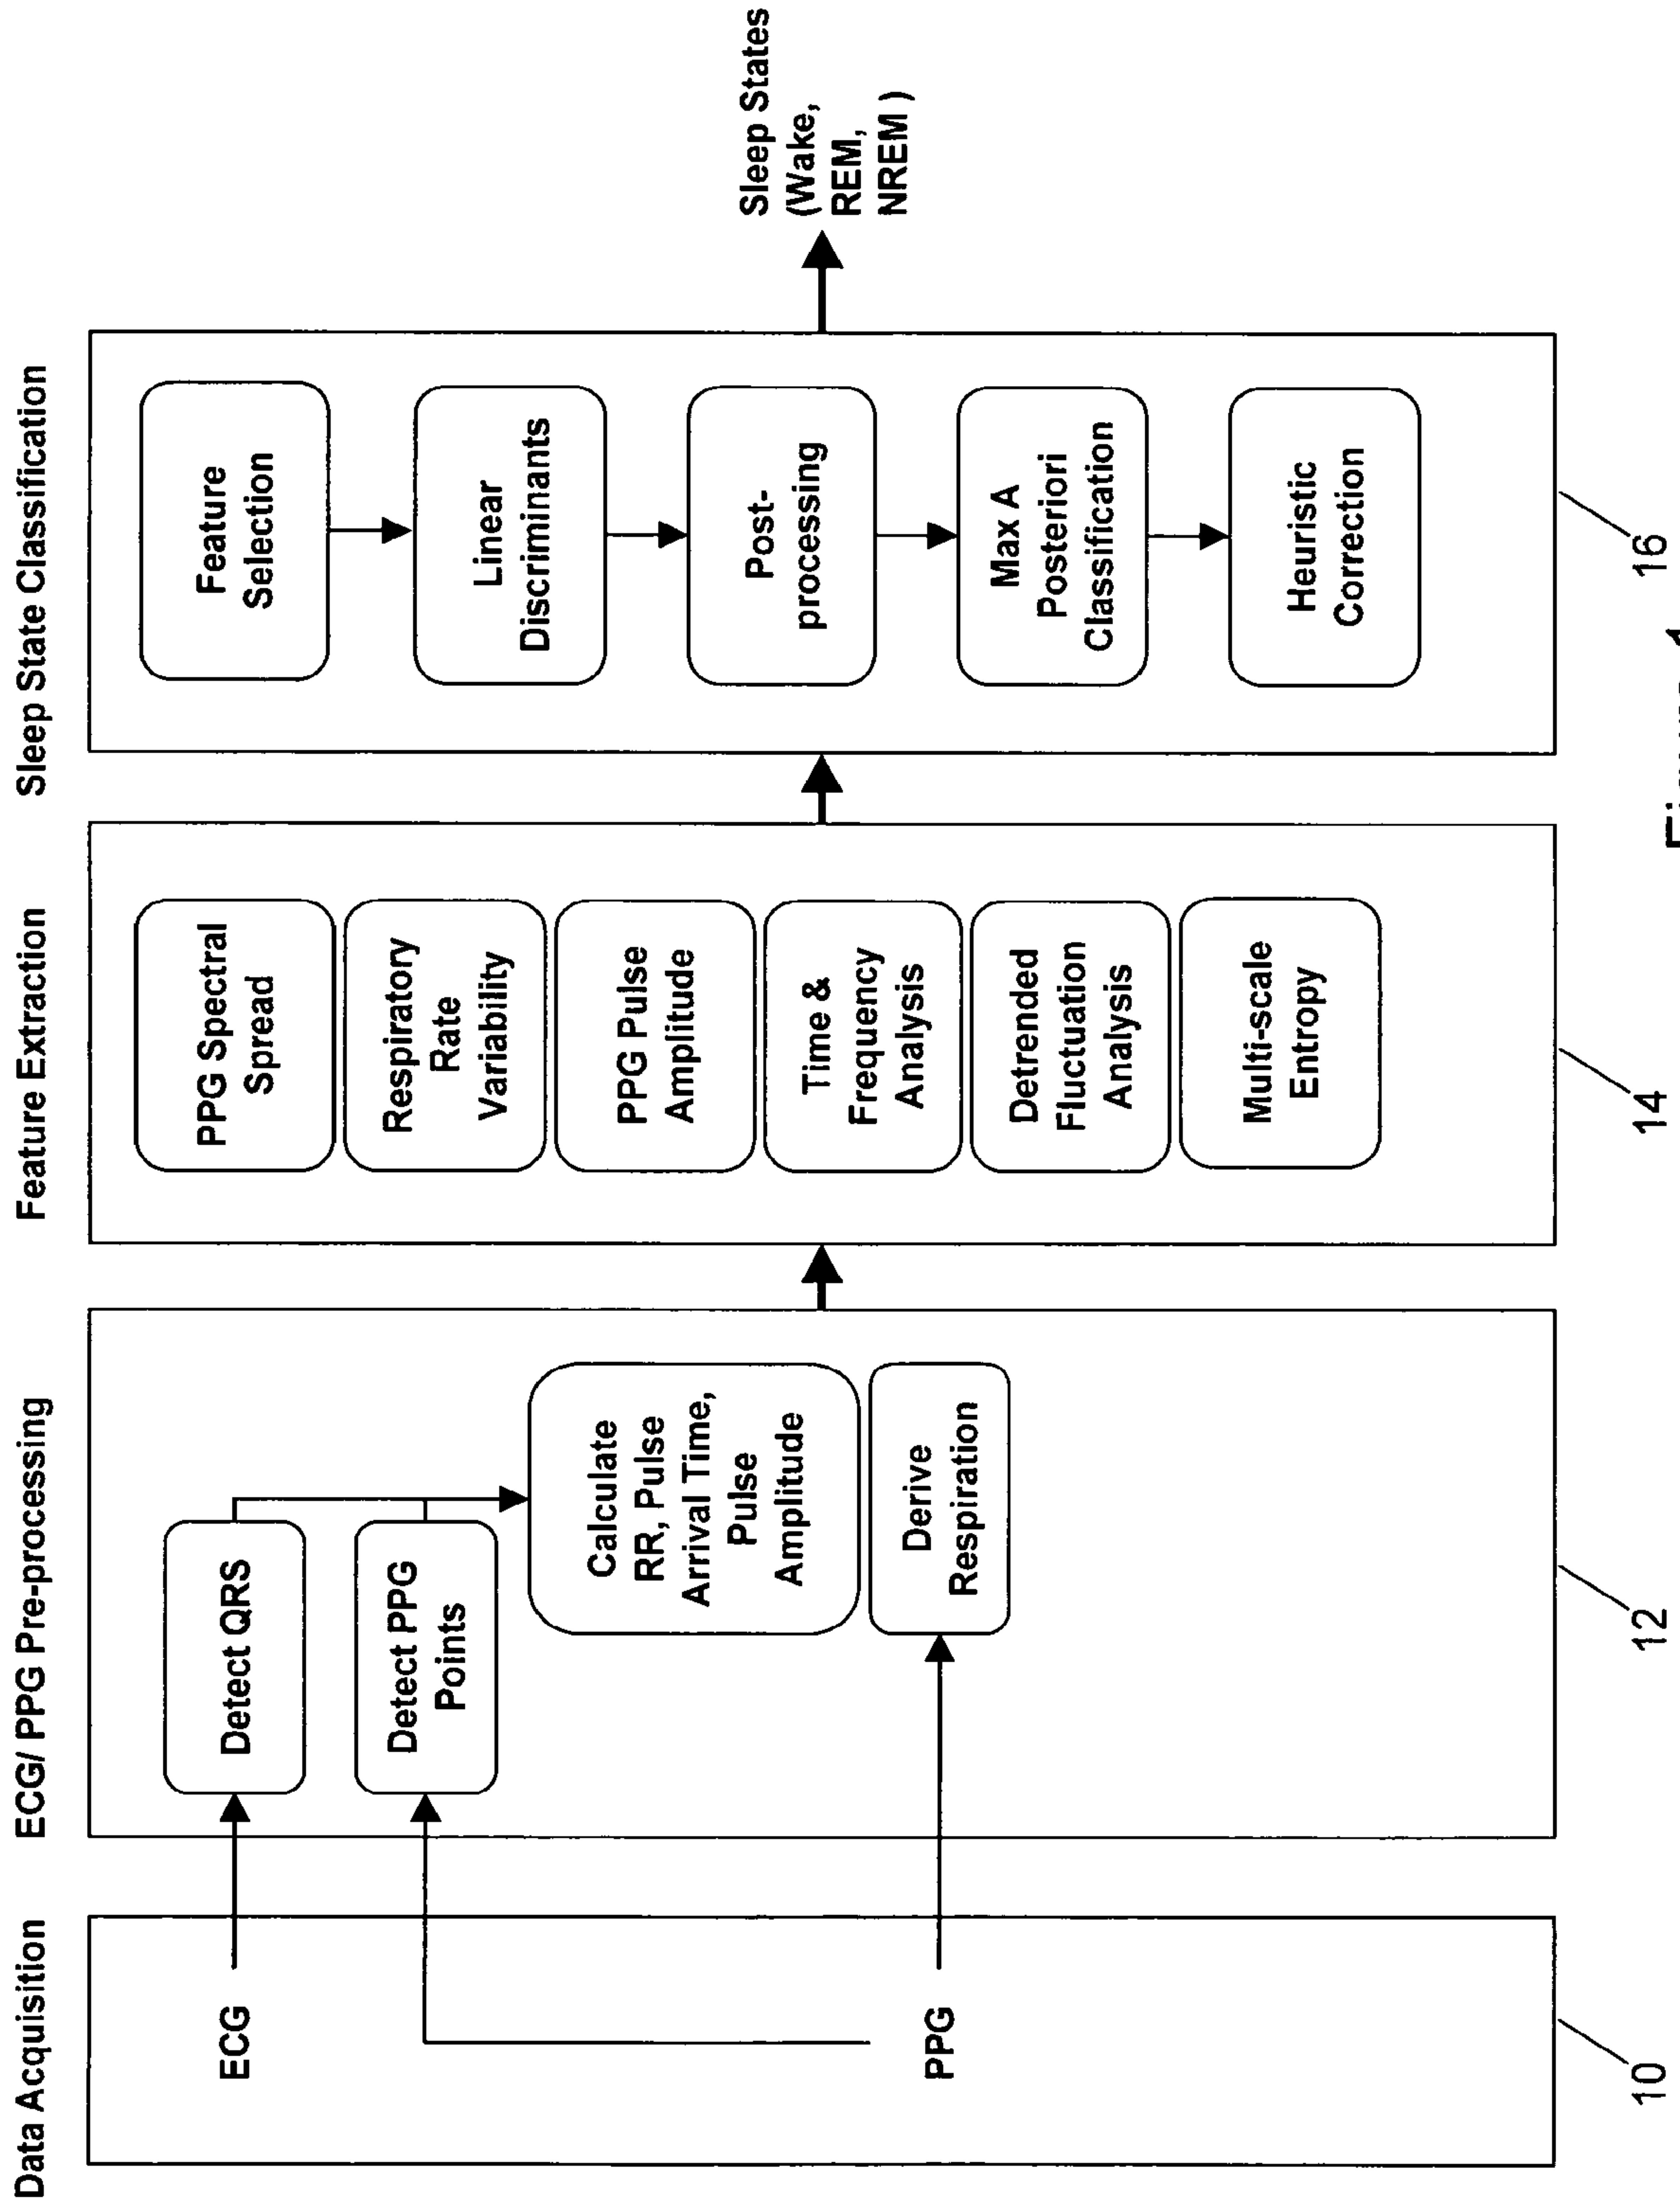 Data Acquisition
ECG
PPG
10
ECG/ PPG Pre-processing
Detect QRS
Detect PPG
Points
Calculate
RR, Pulse
Arrival Time,
Pulse
Amplitude
Derive
Respiration
12
Feature Extraction
PPG Spectral
Spread
Respiratory
Rate
Variability
PPG Pulse
Amplitude
Time &
Frequency
Analysis
Detrended
Fluctuation
Analysis
Multi-scale
Entropy
14
Sleep State Classification
Feature
Selection
Linear
Discriminants
Post-
processing
Max A
Posteriori
Classification
Heuristic
Correction
16
Sleep States
(Wake,
REM,
NREM )